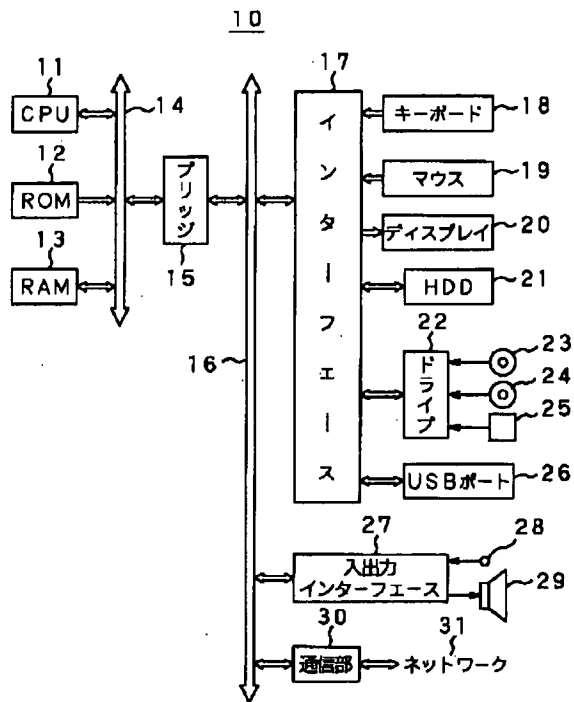 10
11
CPU
12
ROM
13
RAM
14
ブリッジ
15
16
17
インターフェース
キーボード
18
マウス
19
ディスプレイ
20
HDD
21
22
ドライブ
23
24
25
USBポート
26
27
入出力
インターフェース
28
29
30
通信部
31
ネットワーク